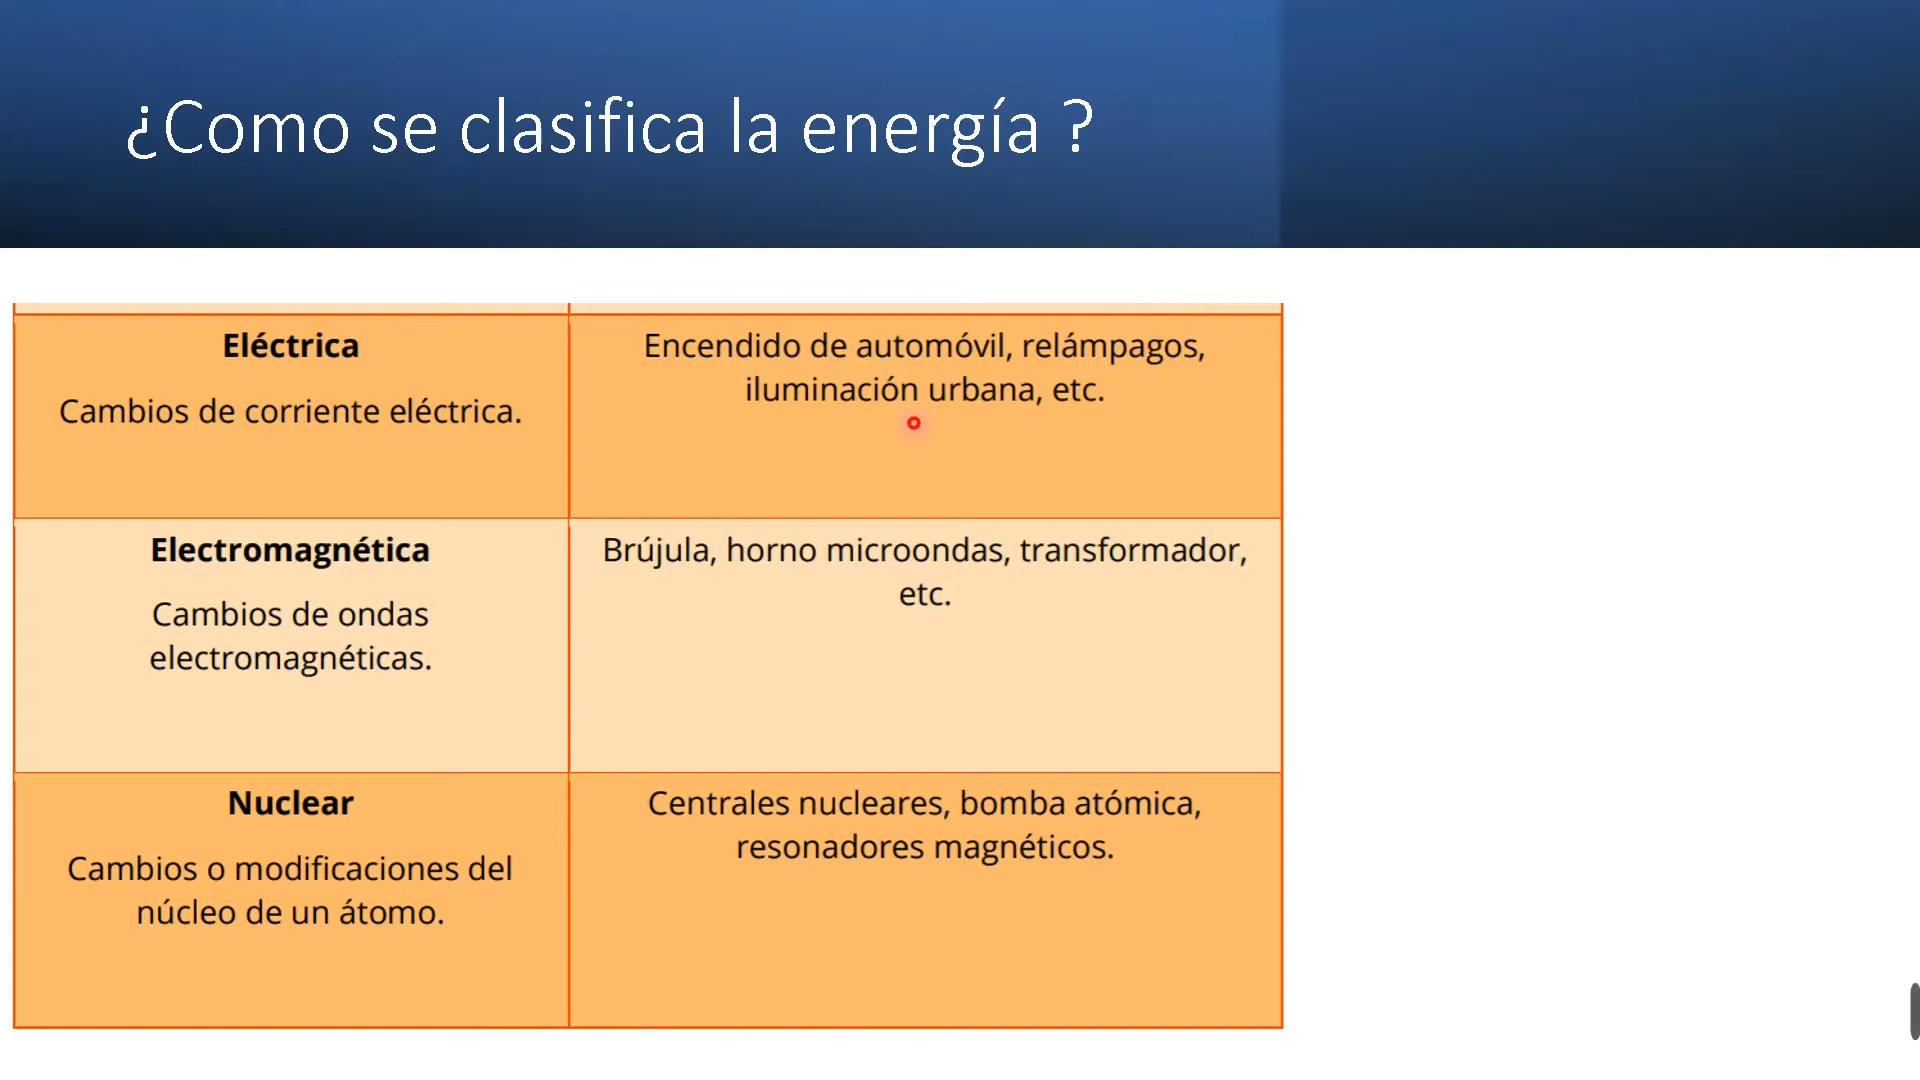 ¿Como se clasifica la energía ?
Eléctrica
Cambios de corriente eléctrica.
Encendido de automóvil, relámpagos,
iluminación urbana, etc.
Electromagnética
Cambios de ondas
electromagnéticas.
Brújula, horno microondas, transformador,
etc.
Nuclear
Cambios o modificaciones del
núcleo de un átomo.
Centrales nucleares, bomba atómica,
resonadores magnéticos.